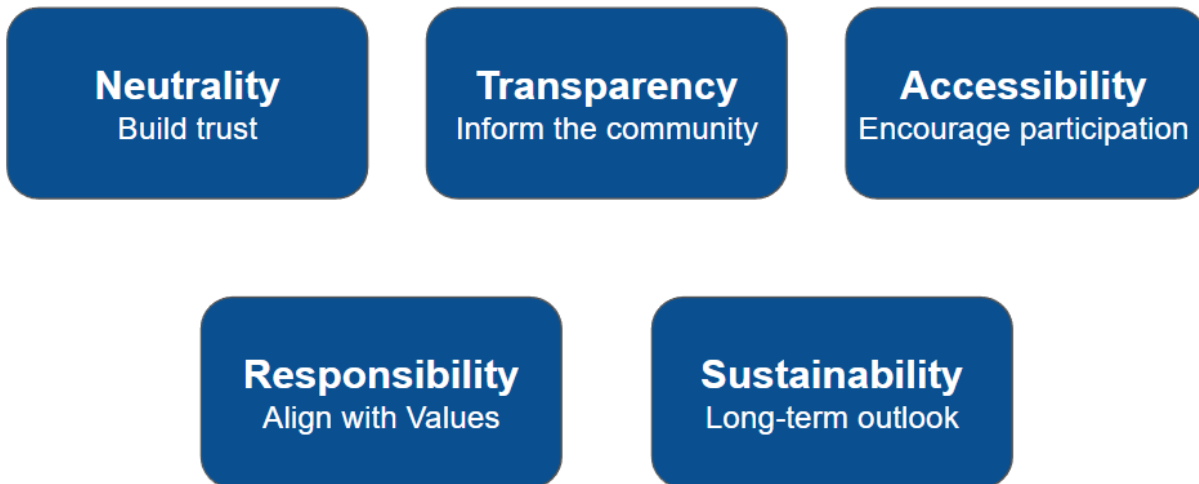 Neutrality
Build trust
Transparency
Inform the community
Accessibility
Encourage participation
Responsibility
Align with Values
Sustainability
Long-term outlook